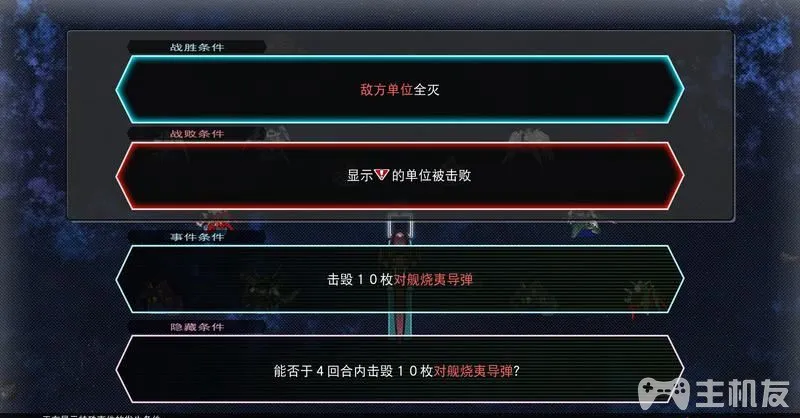 战胜条件
敌方单位全灭
战败条件
显示的单位被击败
事件条件
击毁10枚对舰烧夷导弹
隐藏条件
能否于4回合内击毁10枚对舰烧夷导弹?
主机友